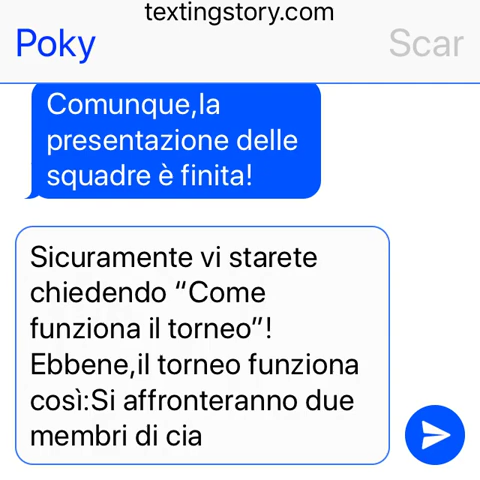 textingstory.com
Poky
Scar
Comunque,la
presentazione delle
squadre è finita!
Sicuramente vi starete
chiedendo “Come
funziona il torneo”!
Ebbene,il torneo funziona
così:Si affronteranno due
membri di cia